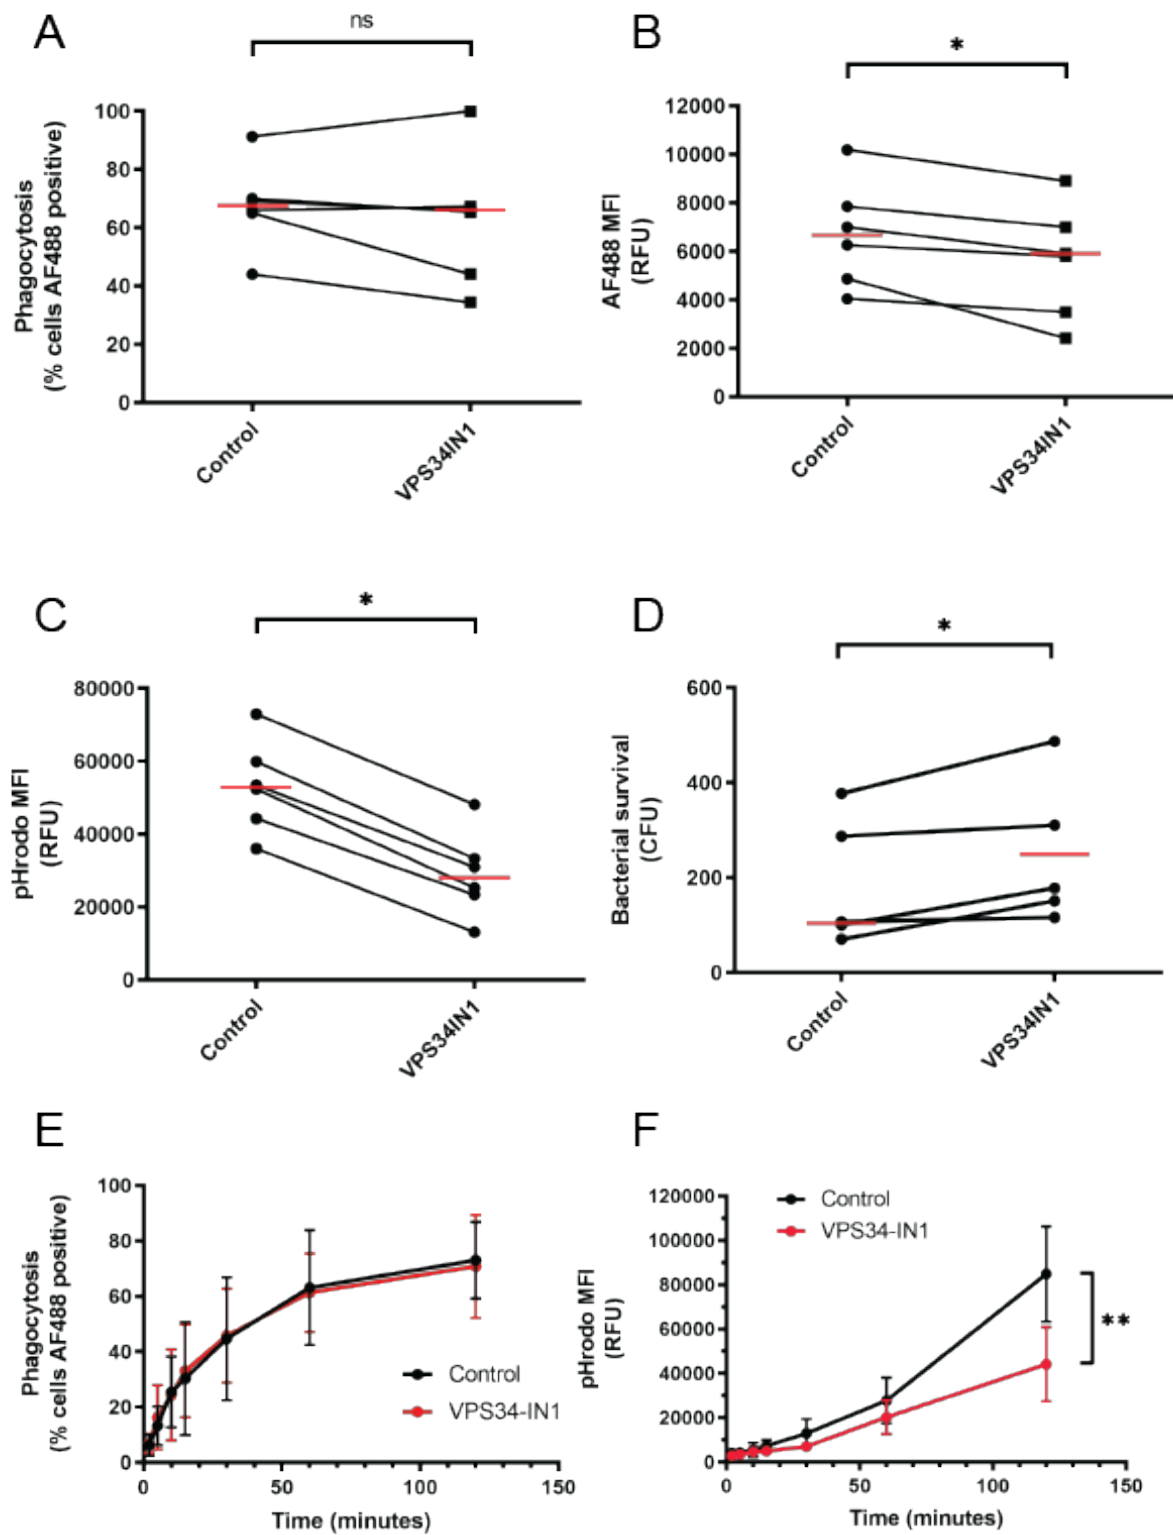 A
ns
Phagocytosis
(% cells AF488 positive)
100
80
60
40
20
0
Control
VPS34IN1
B
*
AF488 MFI
(RFU)
12000
10000
8000
6000
4000
2000
0
Control
VPS34IN1
C
*
pHrodo MFI
(RFU)
80000
60000
40000
20000
0
Control
VPS34IN1
D
*
Bacterial survival
(CFU)
600
400
200
0
Control
VPS34IN1
E
Phagocytosis
(% cells AF488 positive)
100
80
60
40
20
0
Control
VPS34-IN1
0 50 100 150
Time (minutes)
F
pHrodo MFI
(RFU)
120000
100000
80000
60000
40000
20000
0
Control
VPS34-IN1
**
0 50 100 150
Time (minutes)